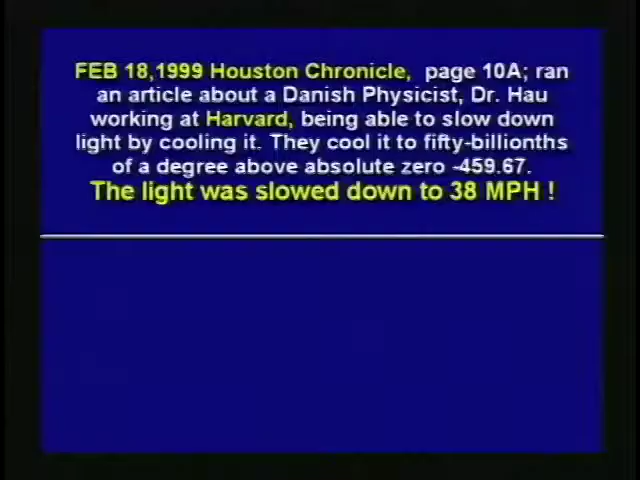 FEB 18,1999 Houston Chronicle, page 10A; ran
an article about a Danish Physicist, Dr. Hau
working at Harvard, being able to slow down
light by cooling it. They cool it to fifty-billionths
of a degree above absolute zero -459.67.
The light was slowed down to 38 MPH !